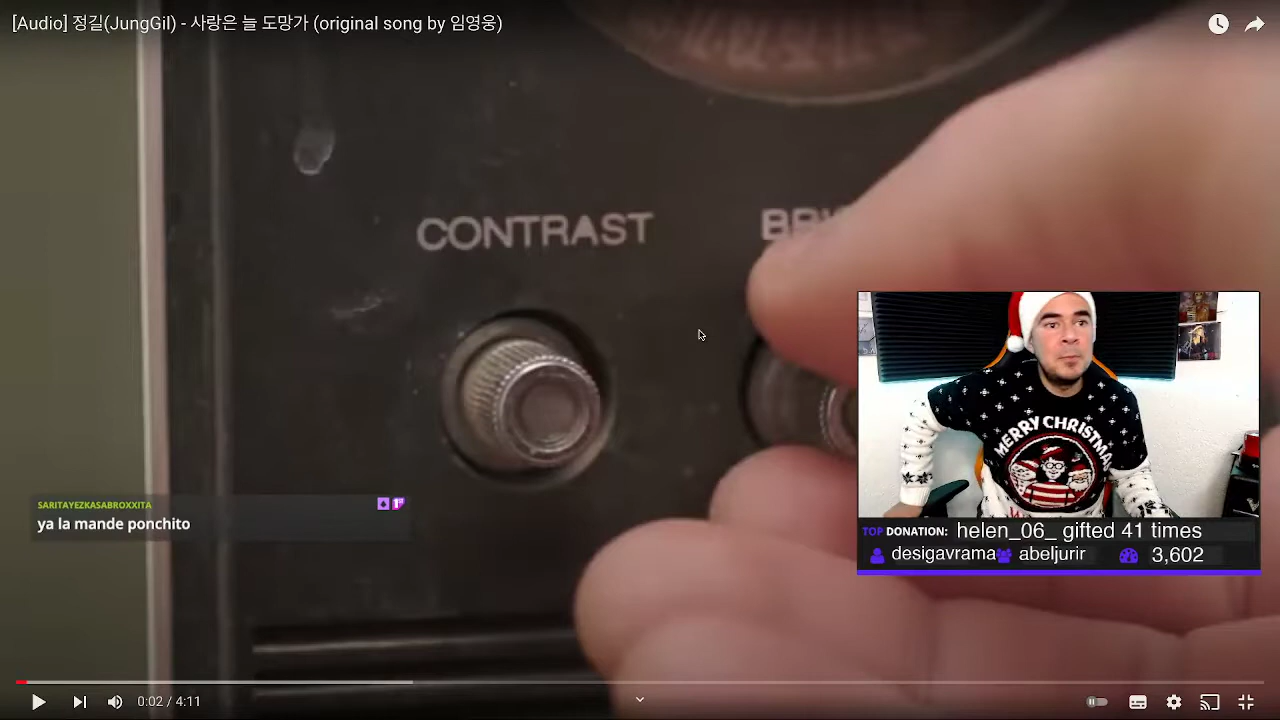 [Audio] 정길(JungGil) - 사랑은 늘 도망가 (original song by 임영웅)
CONTRAST
MERRY CHRISTMA
SARITAYEZKASABROXXITA
ya la mande ponchito
TOP DONATION: helen_06_ gifted 41 times
desigavrama abeljurir 3,602
0:02 / 4:11